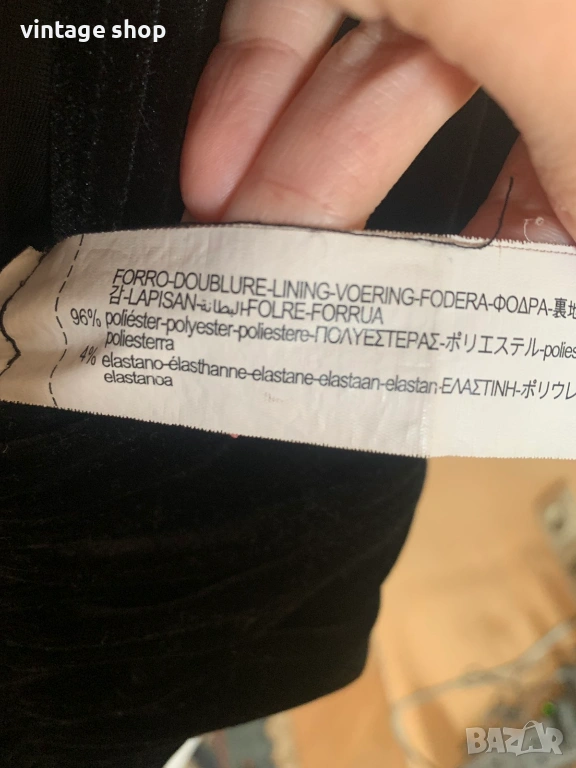 vintage shop
FORRO-DOUBLURE-LINING-VOERING-FODERA-ΦΟΔΡΑ-裏地
감-LAPISAN-البطانة-FOLRE-FORRUA
96% poliéster-polyester-poliestere-ΠΟΛΥΕΣΤΕΡΑΣ-ポリエステル-polies
poliesterra
4% elastano-élasthanne-elastane-elastaan-elastan-ΕΛΑΣΤΙΝΗ-ポリウレ
elastanoa
BAZAR